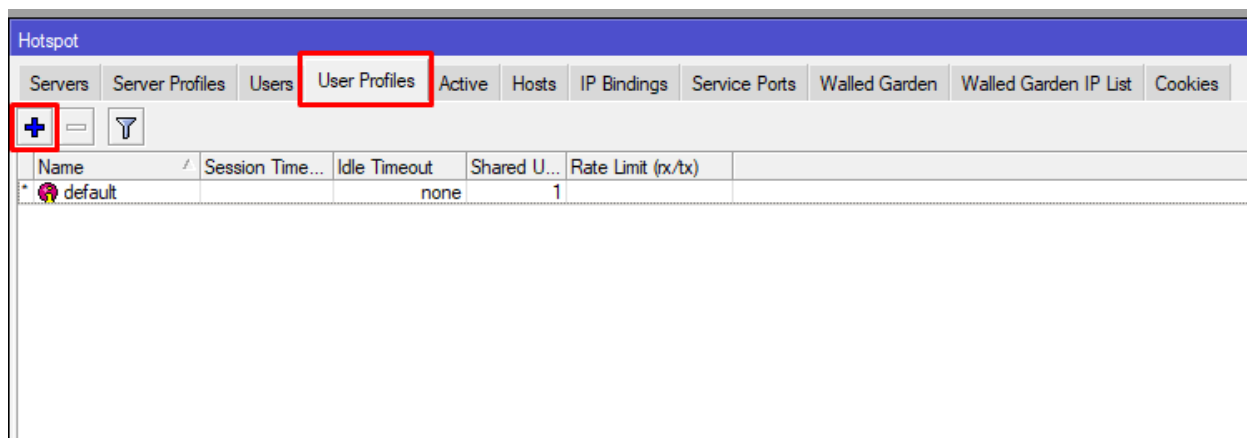 Hotspot
Servers Server Profiles Users User Profiles Active Hosts IP Bindings Service Ports Walled Garden Walled Garden IP List Cookies
Name Session Time... Idle Timeout Shared U... Rate Limit (rx/tx)
* default none 1